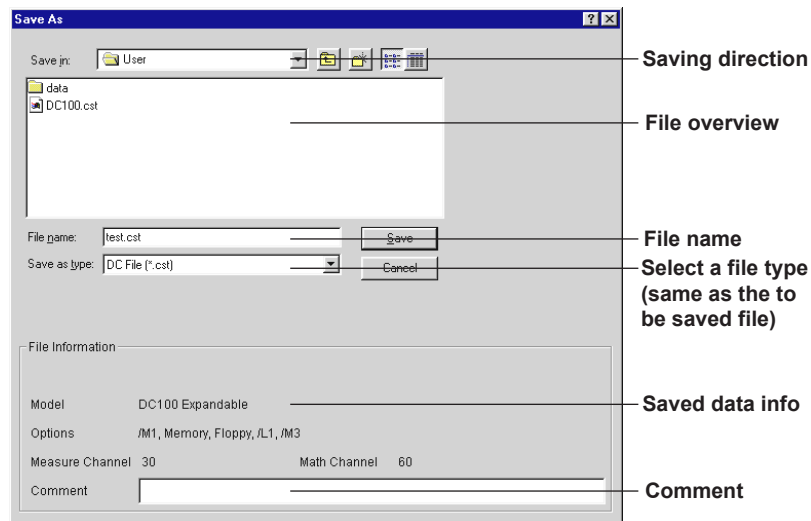 Save As
Save in: User
Saving direction
data
DC100.cst
File overview
File name: test.cst Save
File name
Save as type: DC File (*.cst) Cancel
Select a file type
(same as the to
be saved file)
File Information
Model DC100 Expandable
Saved data info
Options /M1, Memory, Floppy, /L1, /M3
Measure Channel 30 Math Channel 60
Comment
Comment